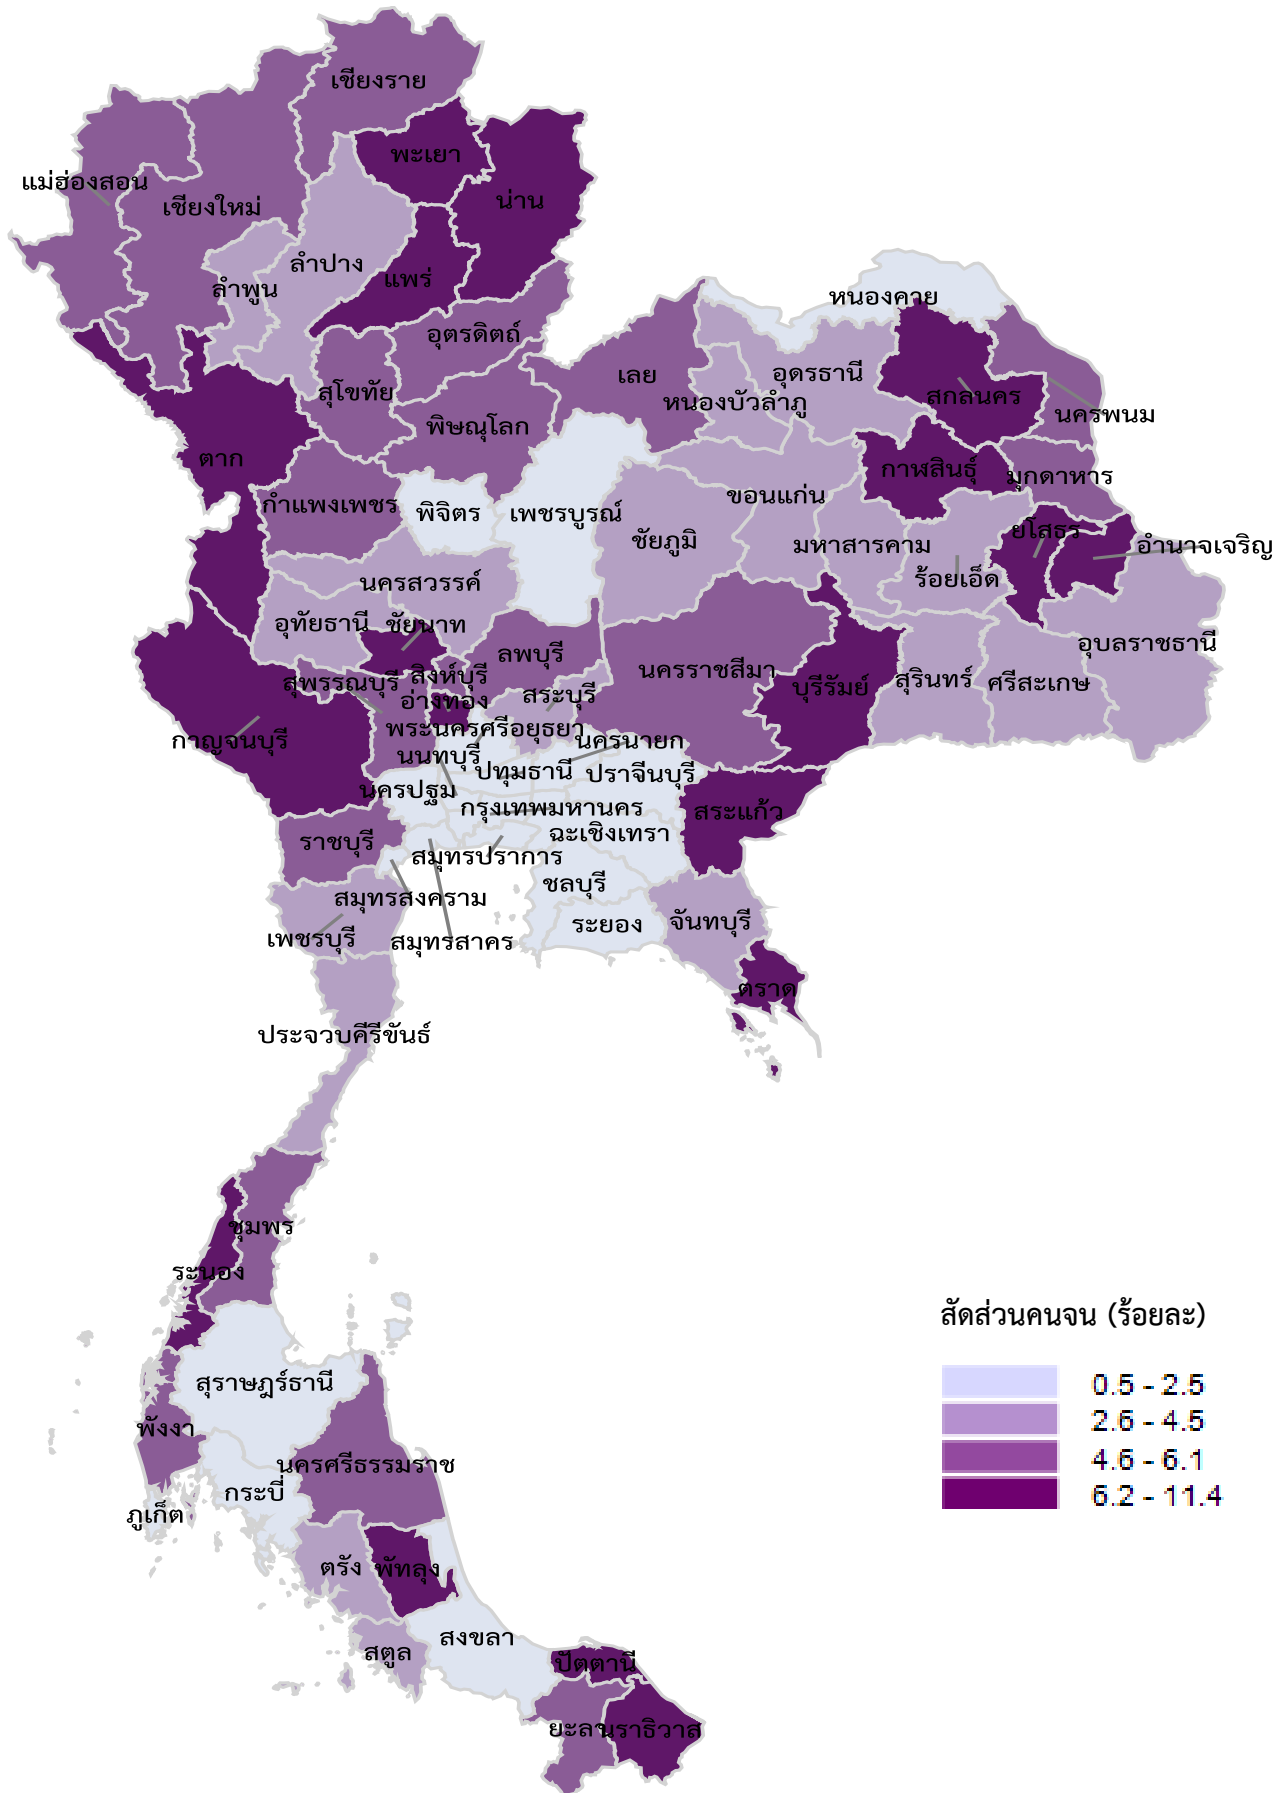 เชียงราย
พะเยา
แม่ฮ่องสอน
น่าน
เชียงใหม่
ลำปาง
แพร่
ลำพูน
หนองคาย
อุตรดิตถ์
เลย
อุดรธานี
สุโขทัย
สกลนคร
หนองบัวลำภู
นครพนม
พิษณุโลก
ตาก
กาฬสินธุ์
มุกดาหาร
ขอนแก่น
กำแพงเพชร
พิจิตร
เพชรบูรณ์
ยโสธร
ชัยภูมิ
มหาสารคาม
อำนาจเจริญ
ร้อยเอ็ด
นครสวรรค์
อุทัยธานี
ชัยนาท
อุบลราชธานี
ลพบุรี
นครราชสีมา
สิงห์บุรี
สุพรรณบุรี
สุรินทร์
ศรีสะเกษ
บุรีรัมย์
สระบุรี
อ่างทอง
พระนครศรีอยุธยา
กาญจนบุรี
นครนายก
นนทบุรี
ปทุมธานี
ปราจีนบุรี
นครปฐม
กรุงเทพมหานคร
สระแก้ว
ฉะเชิงเทรา
ราชบุรี
สมุทรปราการ
ชลบุรี
สมุทรสงคราม
ระยอง
จันทบุรี
เพชรบุรี
สมุทรสาคร
ตราด
ประจวบคีรีขันธ์
ชุมพร
ระนอง
สัดส่วนคนจน (ร้อยละ)
0.5 - 2.5
2.6 - 4.5
4.6 - 6.1
6.2 - 11.4
สุราษฎร์ธานี
พังงา
นครศรีธรรมราช
กระบี่
ภูเก็ต
ตรัง
พัทลุง
สงขลา
สตูล
ปัตตานี
ยะลา
นราธิวาส